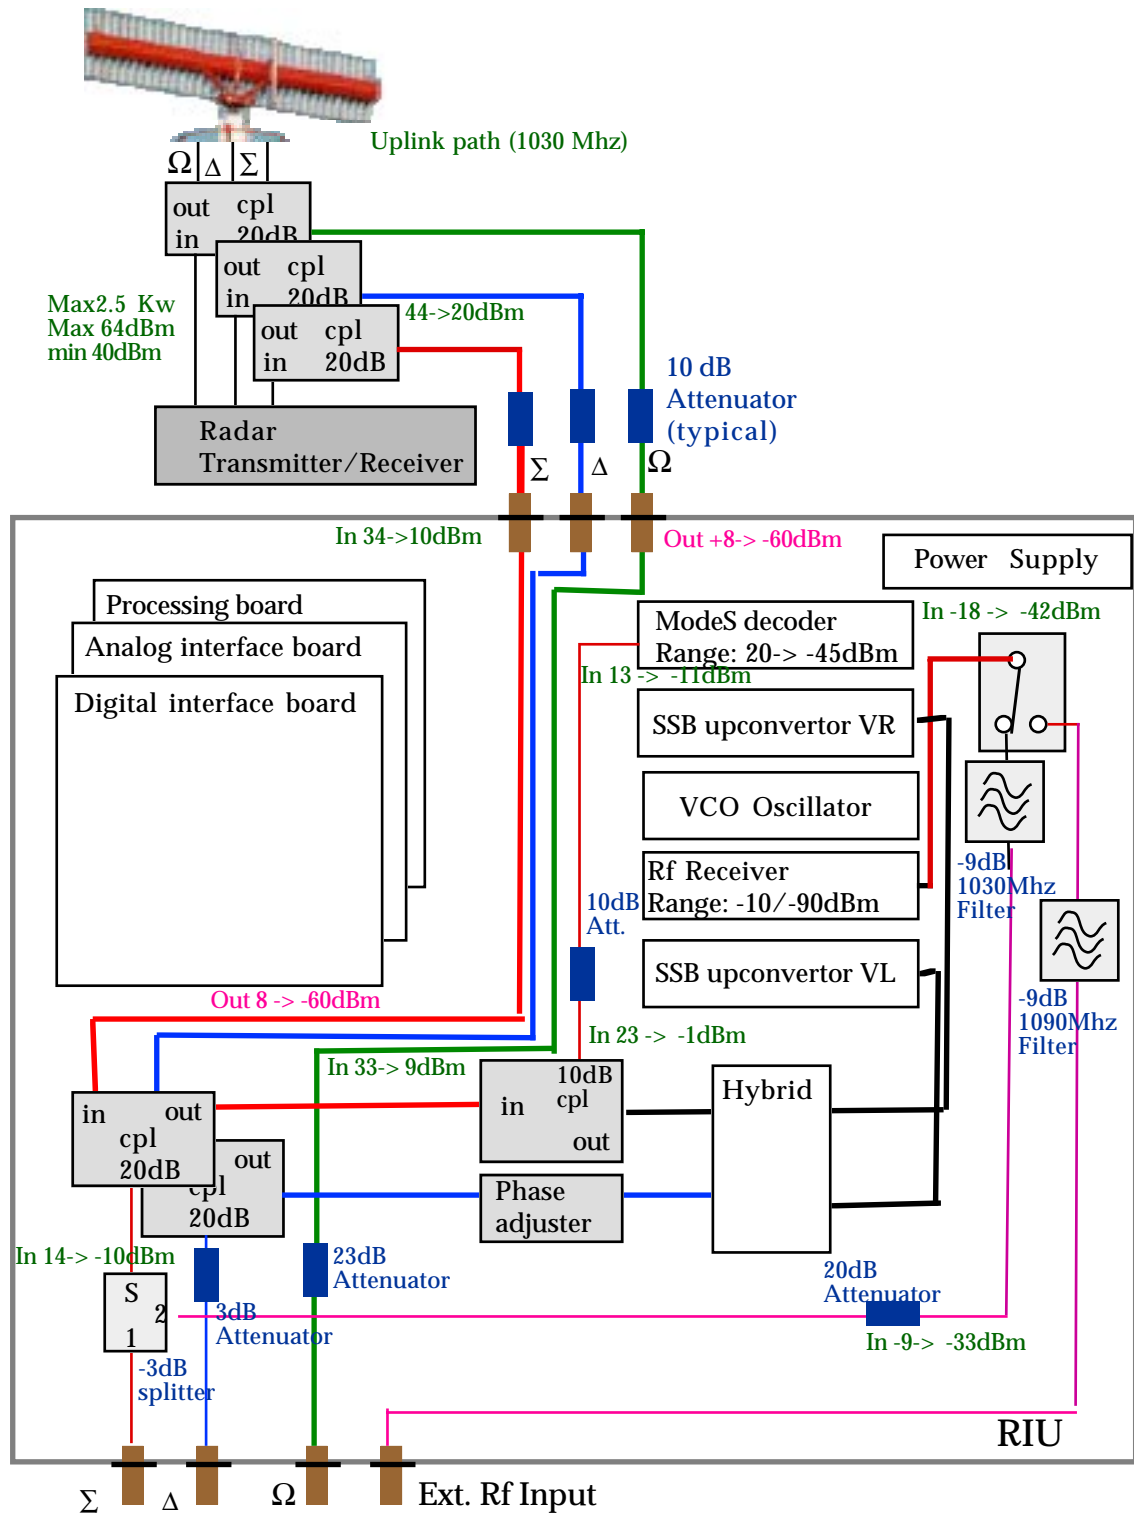 Uplink path (1030 Mhz)
Ω Δ Σ
out cpl
in 20dB
out cpl
in 20dB
out cpl
in 20dB
Max2.5 Kw
Max 64dBm
min 40dBm
44->20dBm
10 dB
Attenuator
(typical)
Radar
Transmitter/Receiver
Σ Δ Ω
In 34->10dBm
Out +8-> -60dBm
Power Supply
Processing board
Analog interface board
Digital interface board
ModeS decoder
Range: 20-> -45dBm
In 13 -> -11dBm
In -18 -> -42dBm
SSB upconvertor VR
VCO Oscillator
Rf Receiver
Range: -10/-90dBm
10dB
Att.
-9dB
1030Mhz
Filter
SSB upconvertor VL
-9dB
1090Mhz
Filter
Out 8 -> -60dBm
In 23 -> -1dBm
In 33-> 9dBm
in out
cpl
20dB
out
cpl
20dB
10dB
in cpl
out
Hybrid
Phase
adjuster
In 14-> -10dBm
23dB
Attenuator
S
2
1
3dB
Attenuator
-3dB
splitter
20dB
Attenuator
In -9-> -33dBm
RIU
Σ Δ Ω Ext. Rf Input